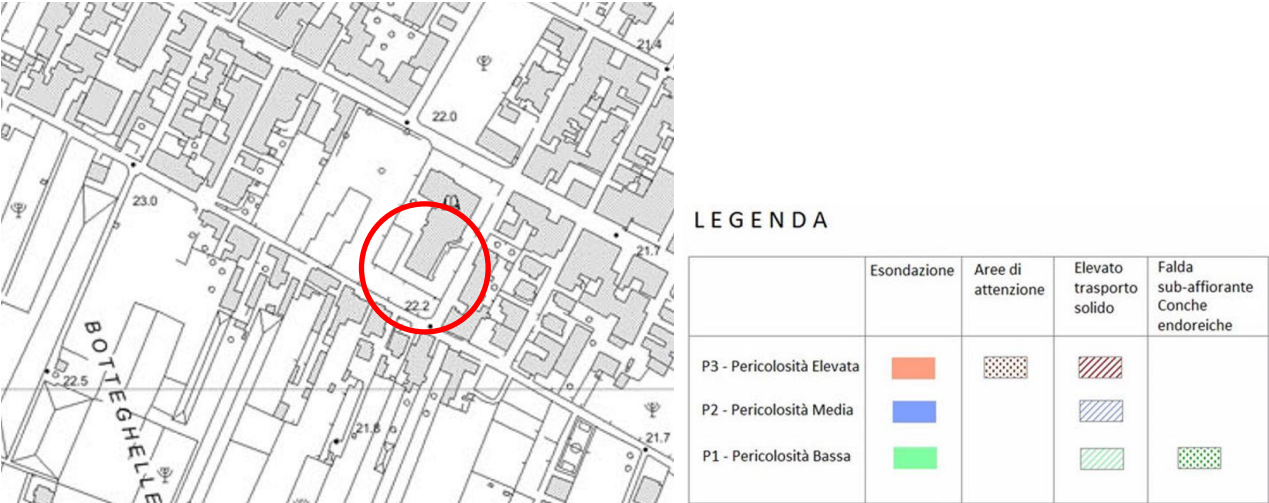 21.4
22.0
23.0
21.7
22.2
22.5
21.8
21.7
BOTTEGHELLE
LEGENDA
Esondazione
Aree di
attenzione
Elevato
trasporto
solido
Falda
sub-affiorante
Conche
endoreiche
P3 - Pericolosità Elevata
P2 - Pericolosità Media
P1 - Pericolosità Bassa